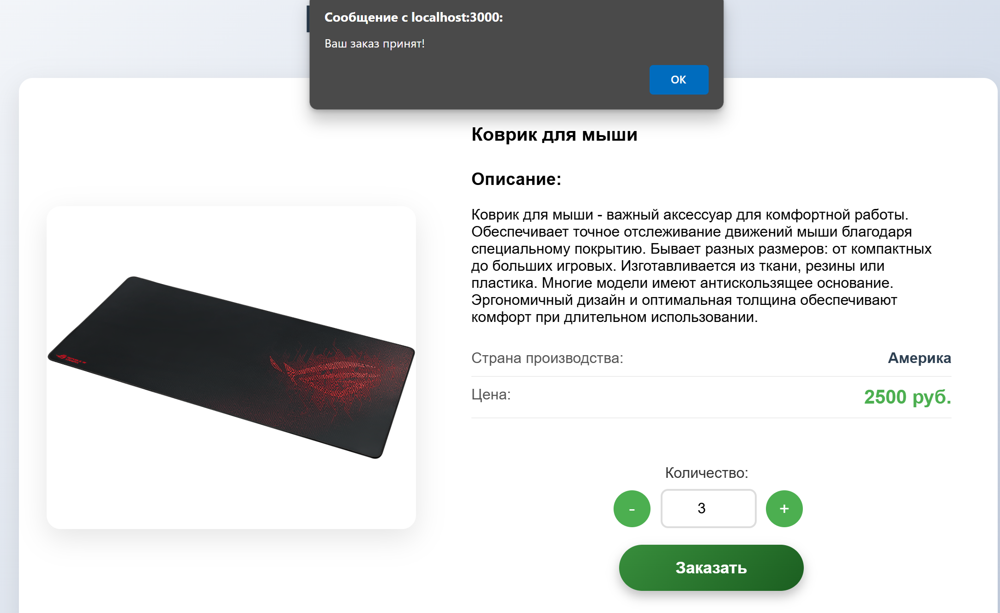 Сообщение с localhost:3000:
Ваш заказ принят!
OK
Коврик для мыши
Описание:
Коврик для мыши - важный аксессуар для комфортной работы.
Обеспечивает точное отслеживание движений мыши благодаря
специальному покрытию. Бывает разных размеров: от компактных
до больших игровых. Изготавливается из ткани, резины или
пластика. Многие модели имеют антискользящее основание.
Эргономичный дизайн и оптимальная толщина обеспечивают
комфорт при длительном использовании.
Страна производства:
Америка
Цена:
2500 руб.
Количество:
-
3
+
Заказать